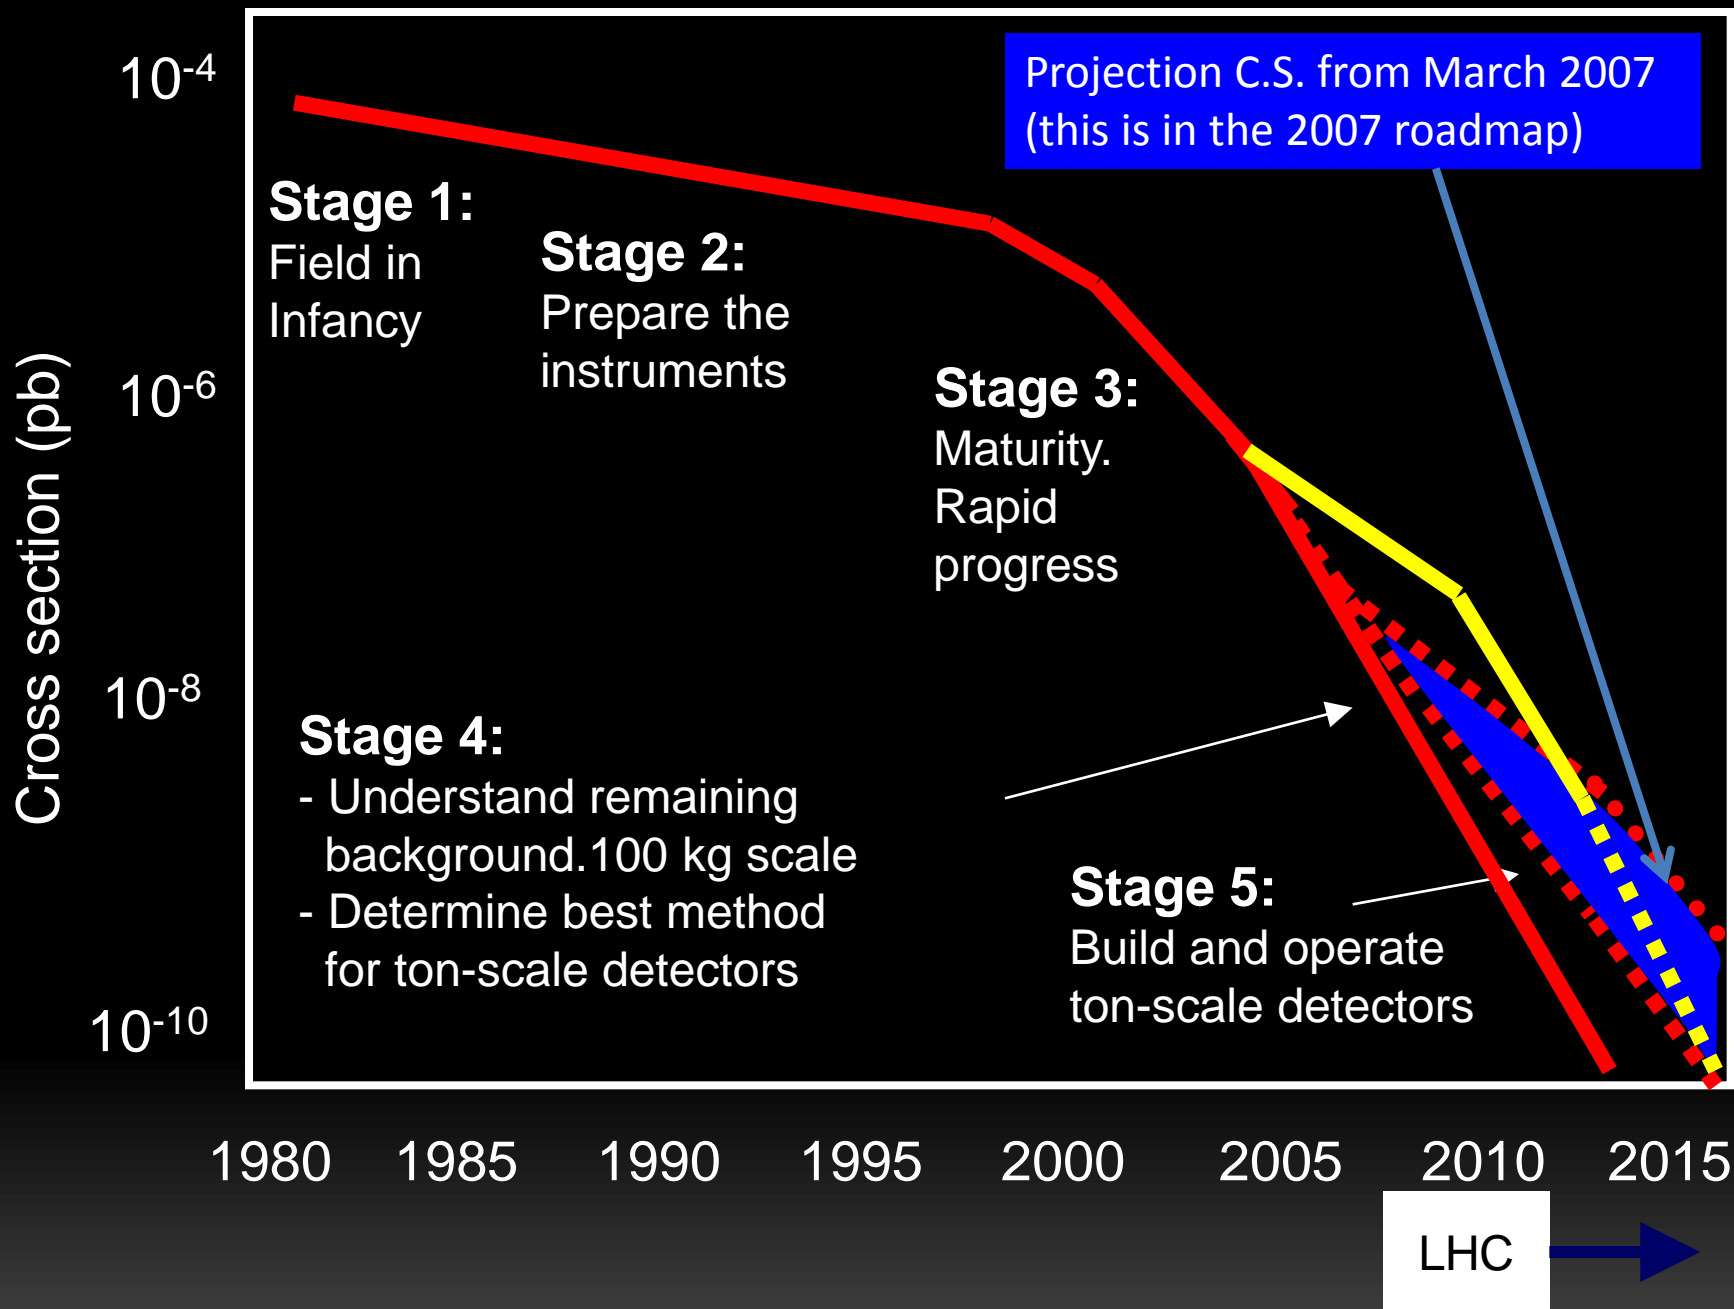 Projection C.S. from March 2007
(this is in the 2007 roadmap)
Cross section (pb)
10-4
10-6
10-8
10-10
Stage 1:
Field in
Infancy
Stage 2:
Prepare the
instruments
Stage 3:
Maturity.
Rapid
progress
Stage 4:
- Understand remaining
background.100 kg scale
- Determine best method
for ton-scale detectors
Stage 5:
Build and operate
ton-scale detectors
1980 1985 1990 1995 2000 2005 2010 2015
LHC